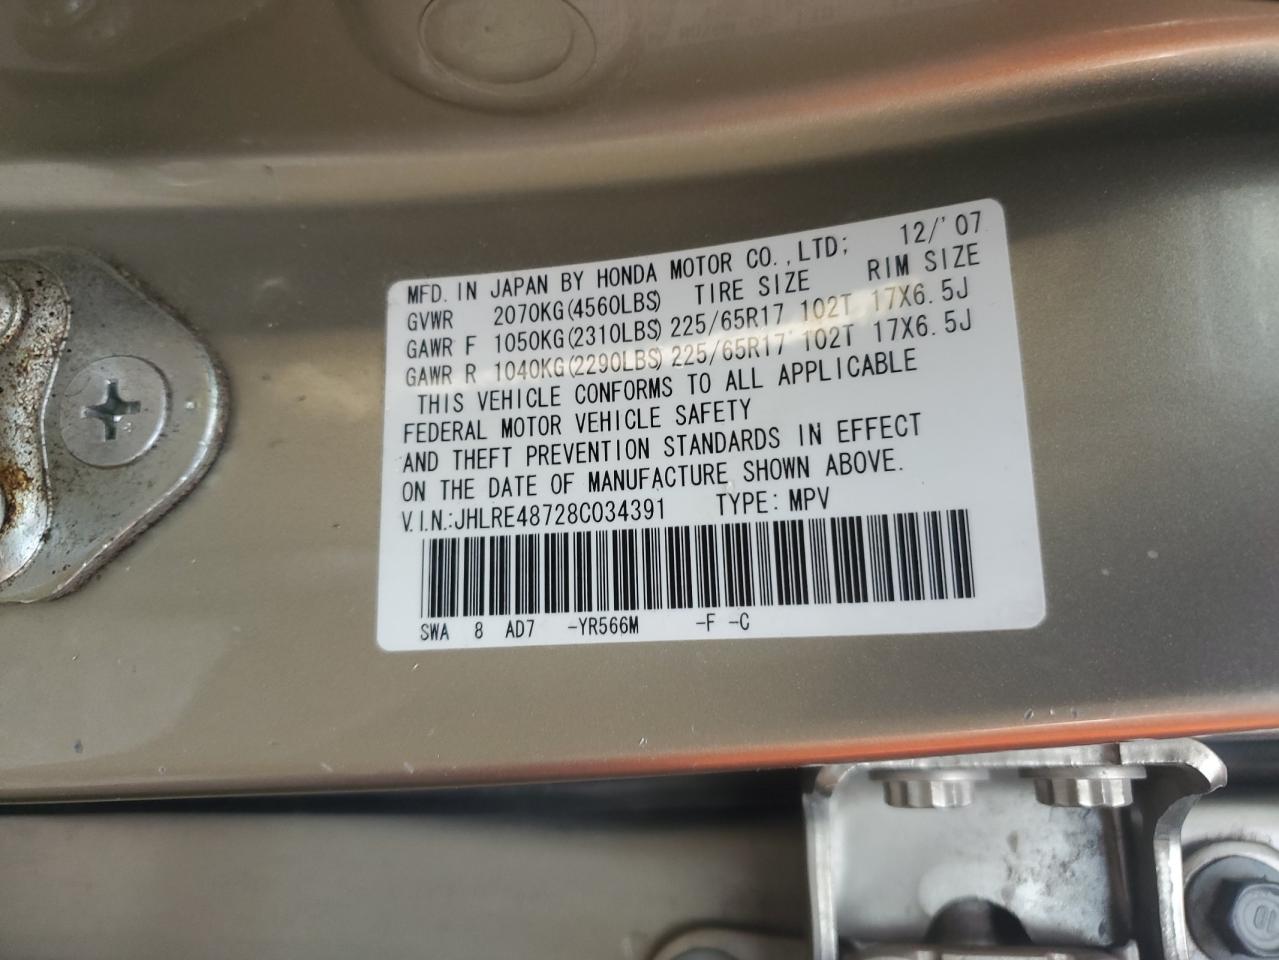 MFD. IN JAPAN BY HONDA MOTOR CO.,LTD; 12/'07
GVWR 2070KG(4560LBS) TIRE SIZE RIM SIZE
GAWR F 1050KG(2310LBS) 225/65R17 102T 17X6.5J
GAWR R 1040KG(2290LBS) 225/65R17 102T 17X6.5J
THIS VEHICLE CONFORMS TO ALL APPLICABLE
FEDERAL MOTOR VEHICLE SAFETY
AND THEFT PREVENTION STANDARDS IN EFFECT
ON THE DATE OF MANUFACTURE SHOWN ABOVE.
V.I.N.:JHLRE48728C034391 TYPE: MPV
SWA 8 AD7 -YR566M -F -C